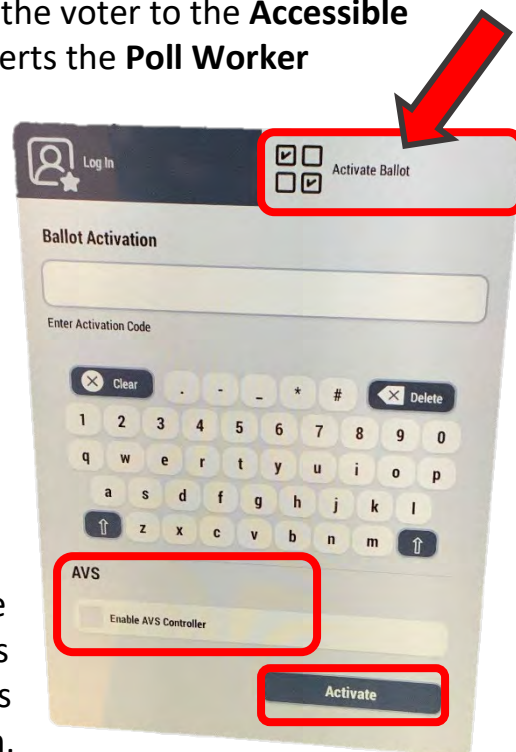 the voter to the Accessible
erts the Poll Worker
Log In
Activate Ballot
Ballot Activation
Enter Activation Code
Clear . - _ * # Delete
1 2 3 4 5 6 7 8 9 0
q w e r t y u i o p
a s d f g h j k l
z x c v b n m
AVS
Enable AVS Controller
Activate